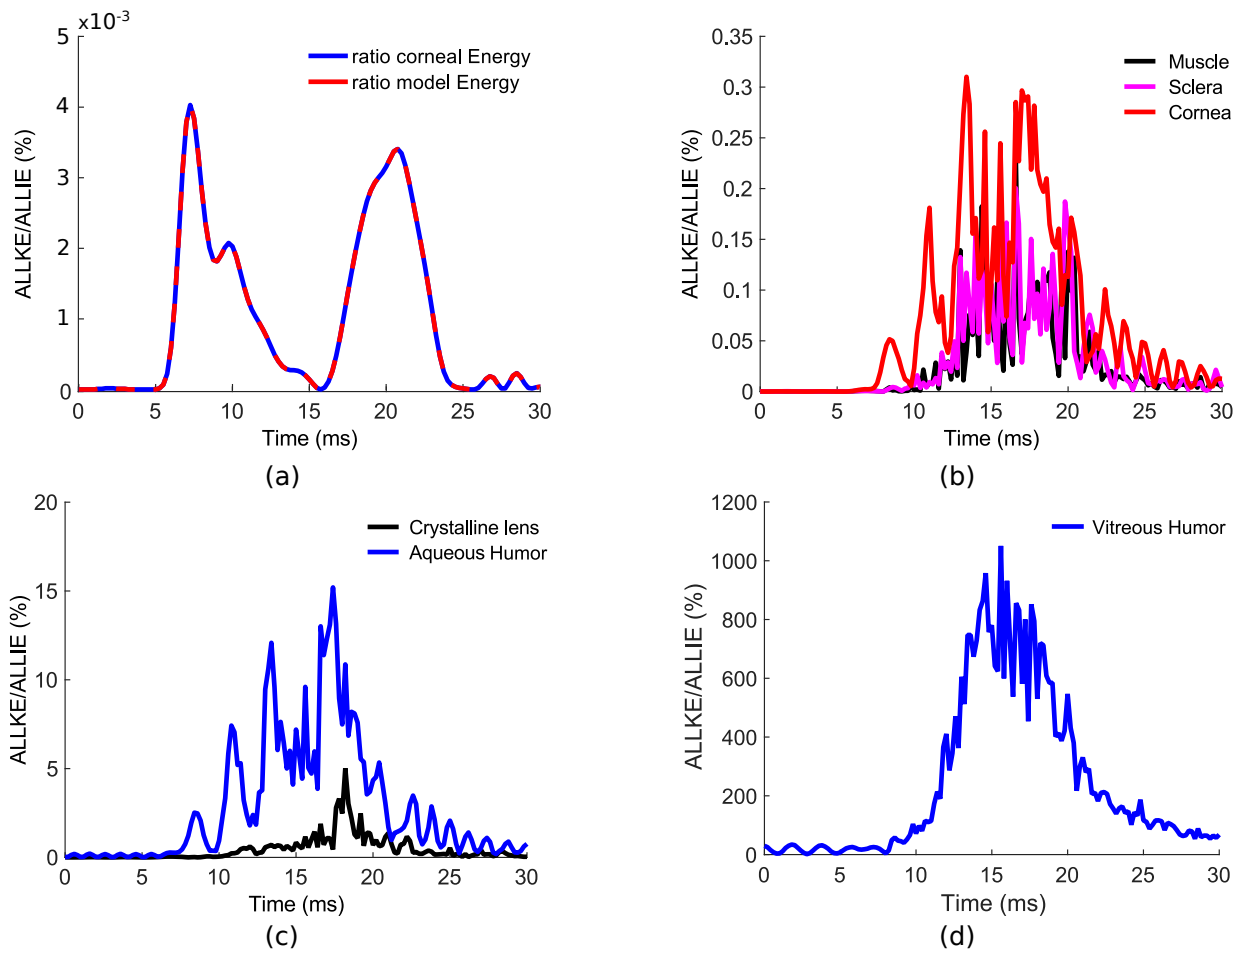 x10-3
5
4
3
2
1
0
ALLKE/ALLIE (%)
ratio corneal Energy
ratio model Energy
0 5 10 15 20 25 30
Time (ms)
(a)
0.35
0.3
0.25
0.2
0.15
0.1
0.05
0
ALLKE/ALLIE (%)
Muscle
Sclera
Cornea
0 5 10 15 20 25 30
Time (ms)
(b)
20
15
10
5
0
ALLKE/ALLIE (%)
Crystalline lens
Aqueous Humor
0 5 10 15 20 25 30
Time (ms)
(c)
1200
1000
800
600
400
200
0
ALLKE/ALLIE (%)
Vitreous Humor
0 5 10 15 20 25 30
Time (ms)
(d)